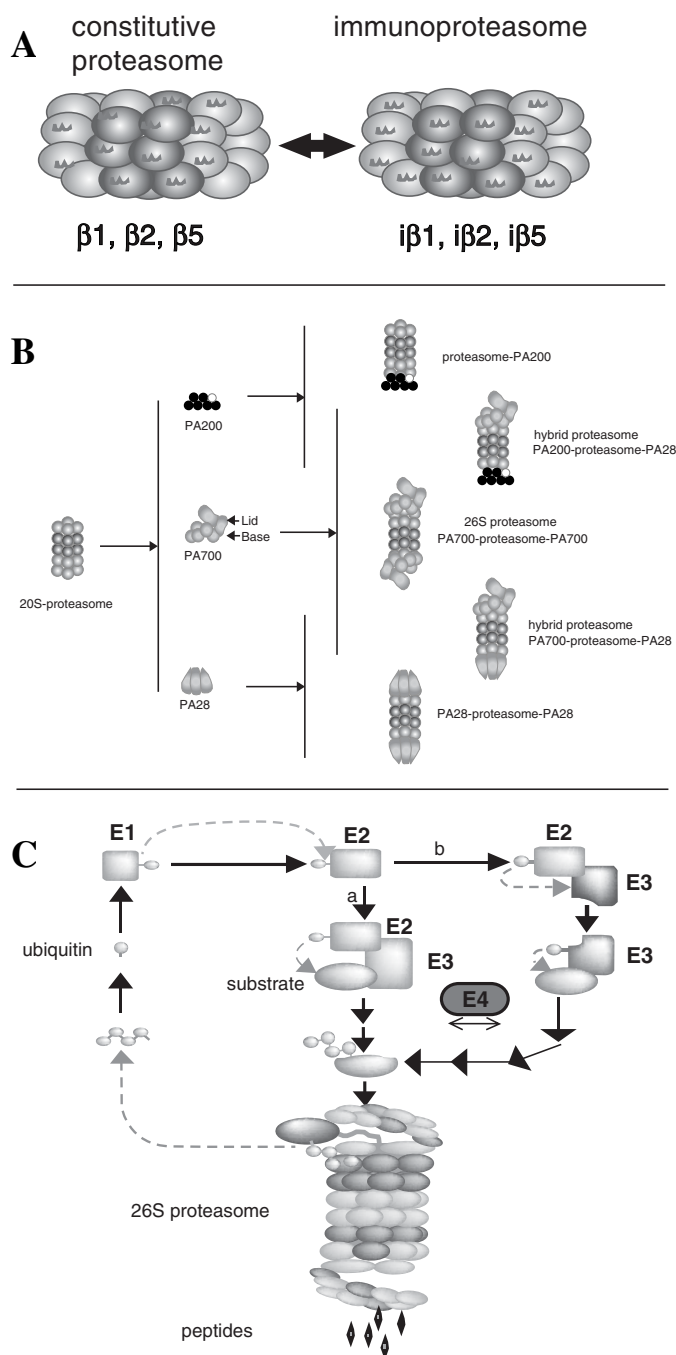 A
constitutive
proteasome
immunoproteasome
β1, β2, β5
iβ1, iβ2, iβ5
B
proteasome-PA200
PA200
hybrid proteasome
PA200-proteasome-PA28
Lid
Base
PA700
26S proteasome
PA700-proteasome-PA700
20S-proteasome
hybrid proteasome
PA700-proteasome-PA28
PA28
PA28-proteasome-PA28
C
E1
E2
b
E2
E3
a
E2
ubiquitin
E3
E3
substrate
E4
26S proteasome
peptides